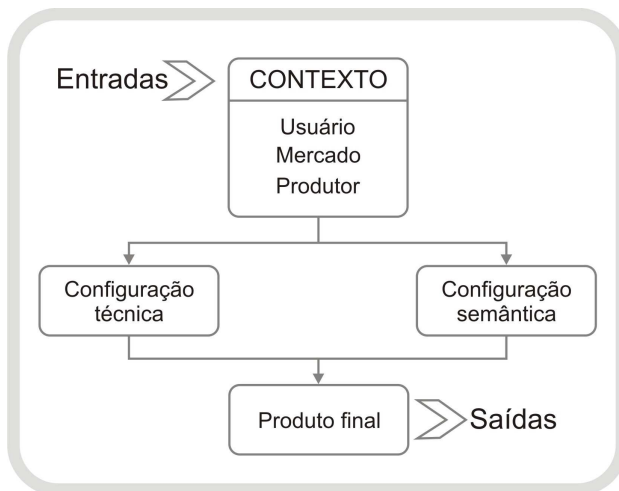 Entradas
CONTEXTO
Usuário
Mercado
Produtor
Configuração
técnica
Configuração
semântica
Produto final
Saídas